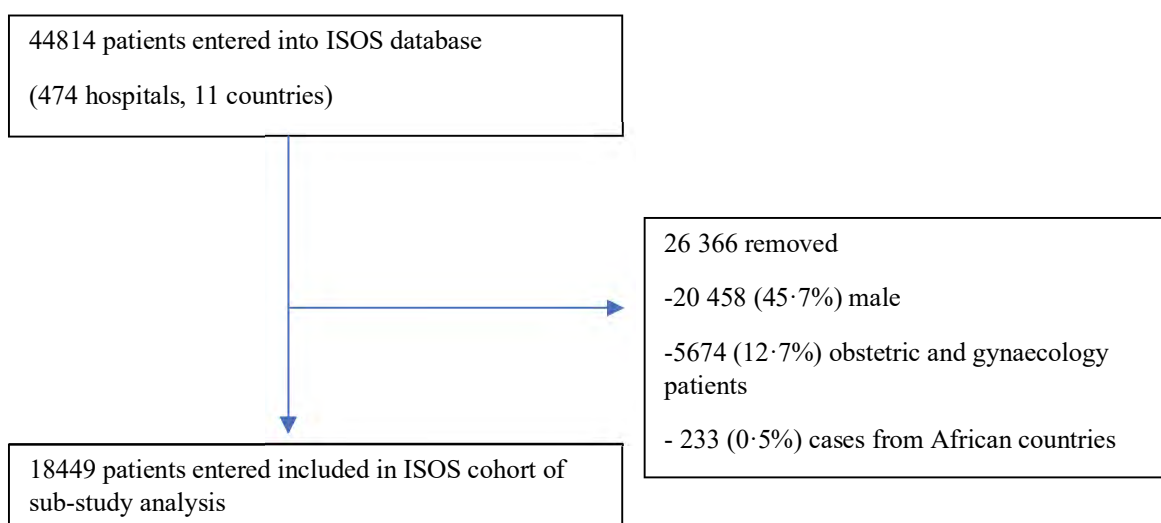 44814 patients entered into ISOS database
(474 hospitals, 11 countries)
26 366 removed
-20 458 (45·7%) male
-5674 (12·7%) obstetric and gynaecology
patients
- 233 (0·5%) cases from African countries
18449 patients entered included in ISOS cohort of
sub-study analysis